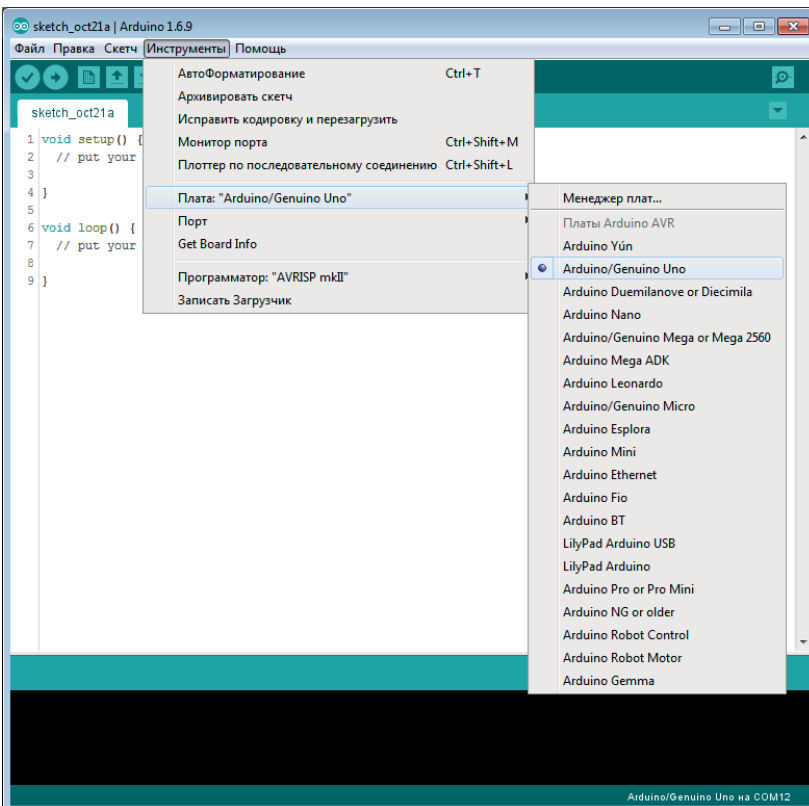 sketch_oct21a | Arduino 1.6.9
Файл Правка Скетч Инструменты Помощь
sketch_oct21a
1 void setup() {
2 // put your
3
4 }
5
6 void loop() {
7 // put your
8
9 }
АвтоФорматирование Ctrl+T
Архивировать скетч
Исправить кодировку и перезагрузить
Монитор порта Ctrl+Shift+M
Плоттер по последовательному соединению Ctrl+Shift+L
Плата: "Arduino/Genuino Uno"
Порт
Get Board Info
Программатор: "AVRISP mkII"
Записать Загрузчик
Менеджер плат...
Платы Arduino AVR
Arduino Yún
Arduino/Genuino Uno
Arduino Duemilanove or Diecimila
Arduino Nano
Arduino/Genuino Mega or Mega 2560
Arduino Mega ADK
Arduino Leonardo
Arduino/Genuino Micro
Arduino Esplora
Arduino Mini
Arduino Ethernet
Arduino Fio
Arduino BT
LilyPad Arduino USB
LilyPad Arduino
Arduino Pro or Pro Mini
Arduino NG or older
Arduino Robot Control
Arduino Robot Motor
Arduino Gemma
Arduino/Genuino Uno на COM12